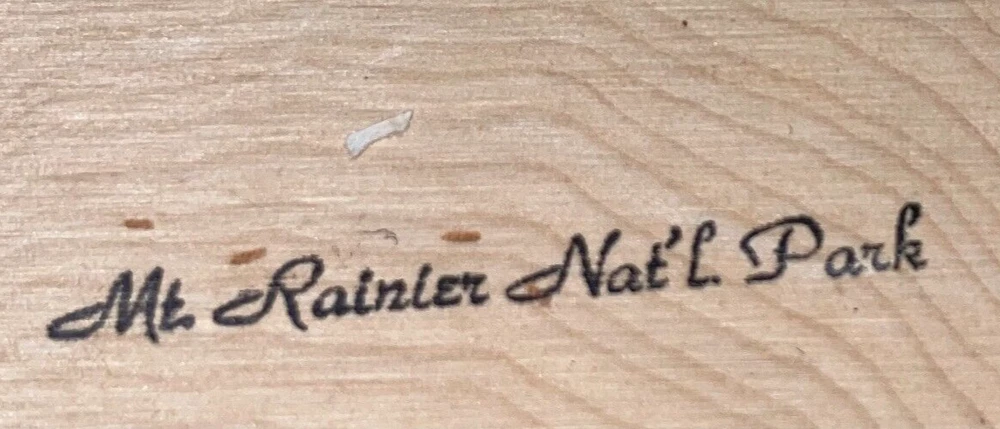 Mt. Rainier Nat'l. Park